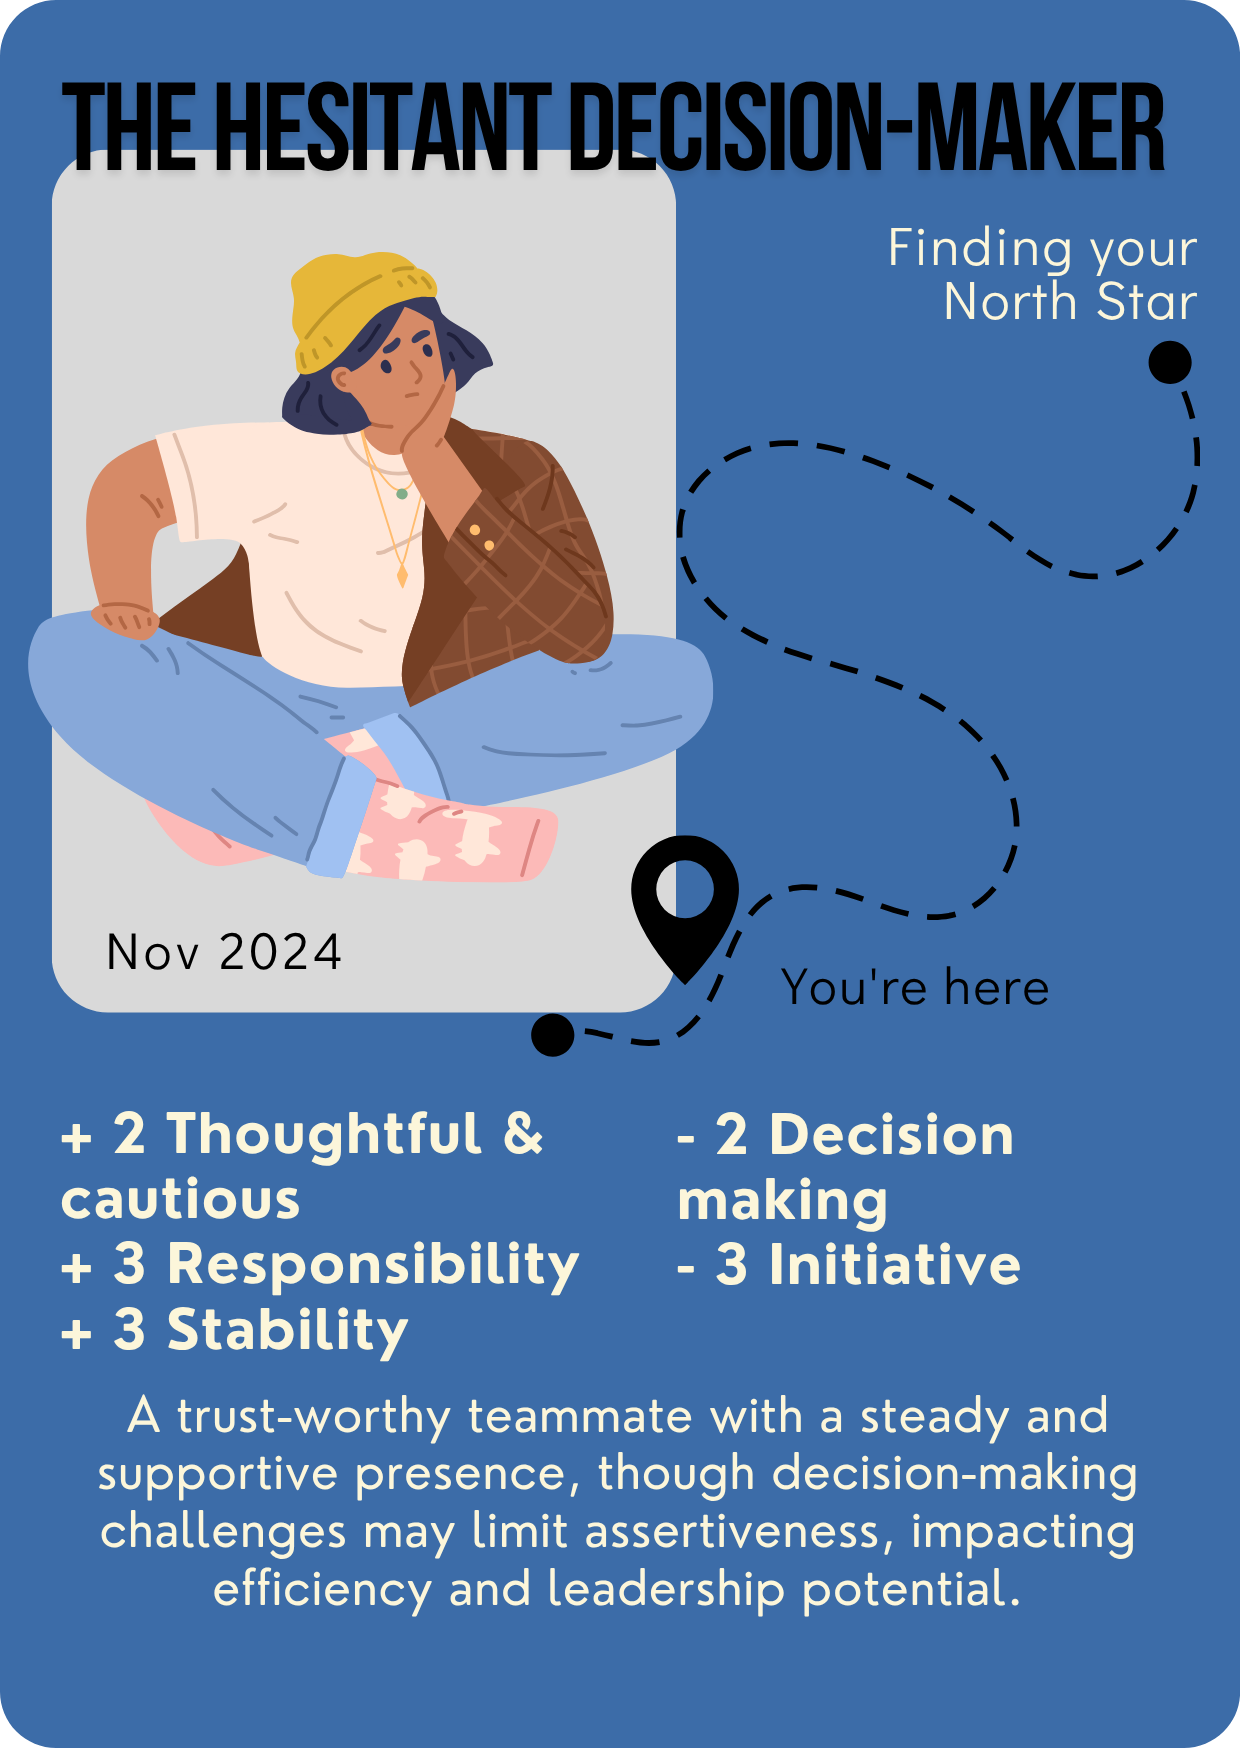 THE HESITANT DECISION-MAKER
Finding your
North Star
Nov 2024
You're here
+ 2 Thoughtful &
cautious
+ 3 Responsibility
+ 3 Stability
- 2 Decision
making
- 3 Initiative
A trust-worthy teammate with a steady and
supportive presence, though decision-making
challenges may limit assertiveness, impacting
efficiency and leadership potential.